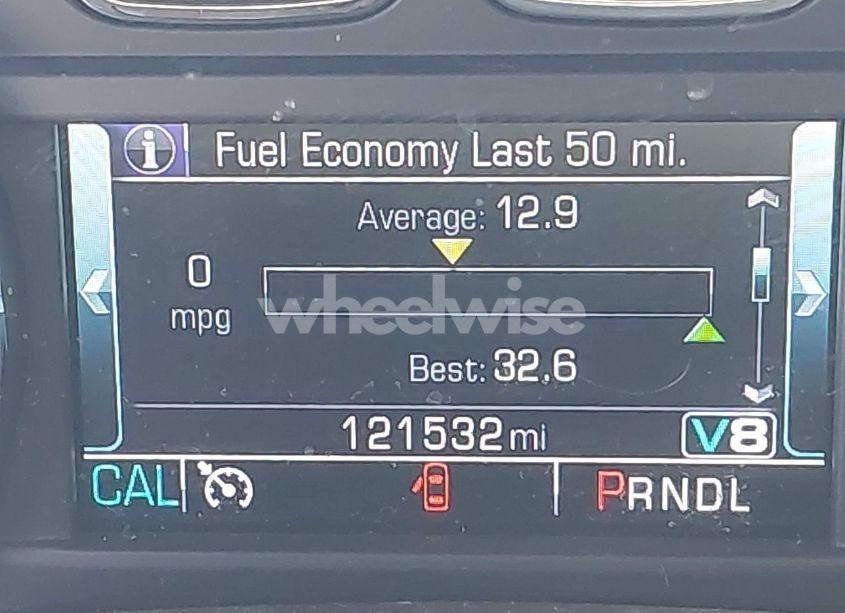 Fuel Economy Last 50 mi.
Average: 12.9
0
mpg
wheelwise
Best: 32.6
121532 mi
V8
CAL
PRNDL